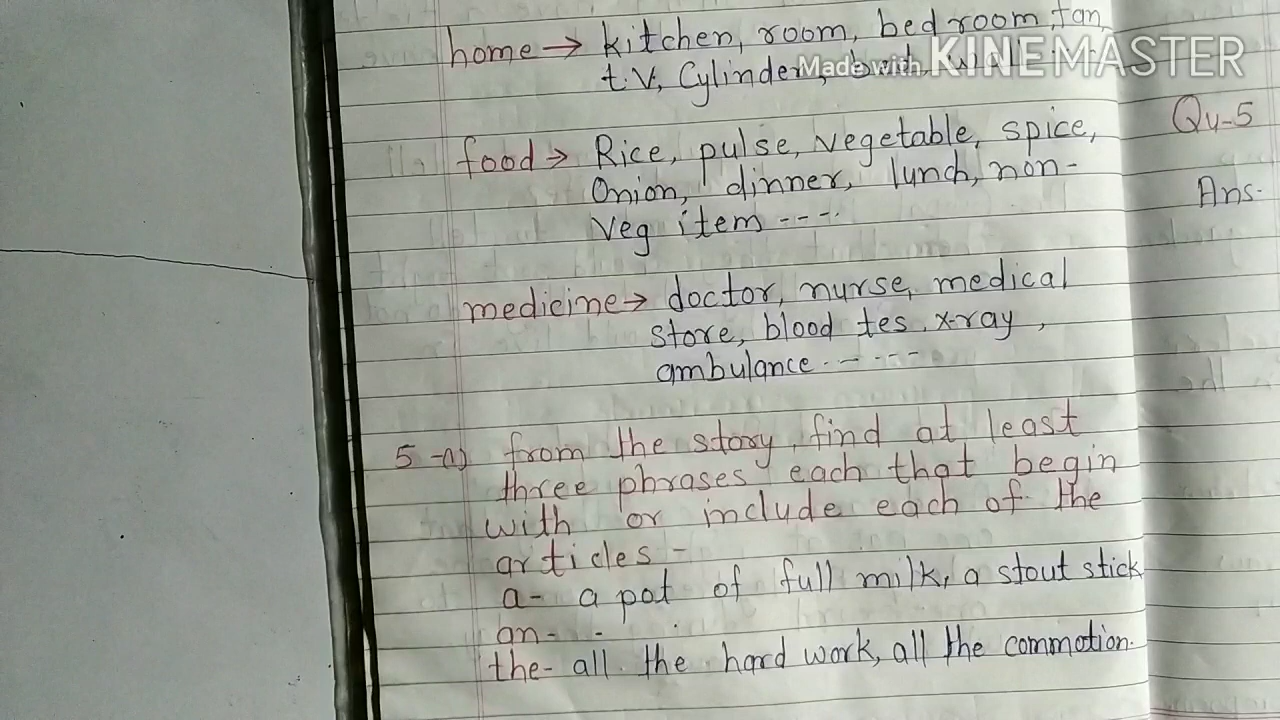 home → kitchen, room, bed room, fan,
t.V, Cylinder, bed, wall
Made with KINEMASTER
food → Rice, pulse, vegetable, spice,
Onion, dinner, lunch, non-
Veg item ----
medicine → doctor, nurse, medical
store, blood tes, x-ray,
ambulance - - - - -
5-a) from the story, find at least
three phrases each that begin
with or include each of the
articles -
a- a pot of full milk, a stout stick
an- -
the- all the hard work, all the commotion.
Qu-5
Ans-